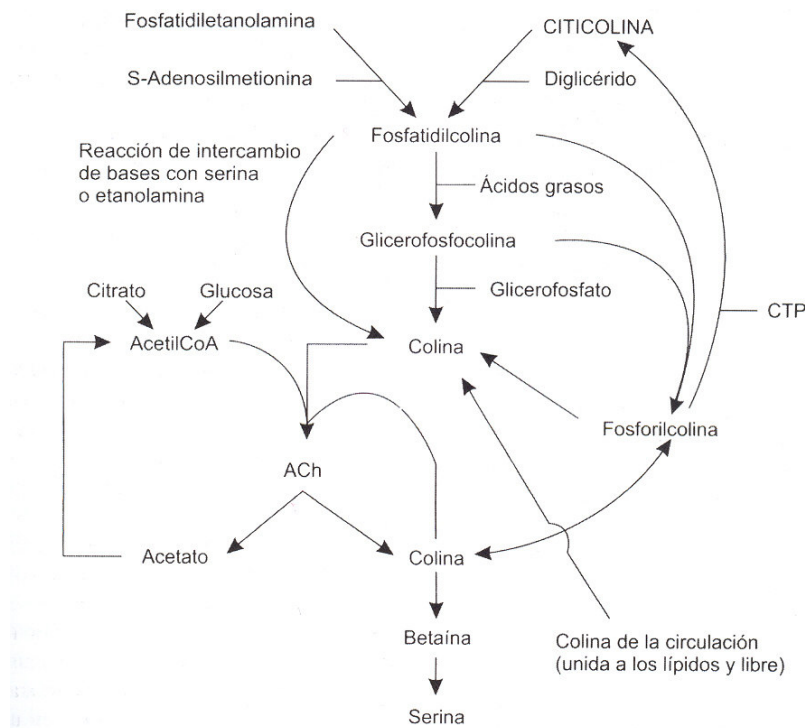 Fosfatidiletanolamina
CITICOLINA
S-Adenosilmetionina
Diglicérido
Fosfatidilcolina
Reacción de intercambio
de bases con serina
o etanolamina
Ácidos grasos
Glicerofosfocolina
Citrato
Glucosa
Glicerofosfato
CTP
AcetilCoA
Colina
Fosforilcolina
ACh
Acetato
Colina
Betaína
Colina de la circulación
(unida a los lípidos y libre)
Serina